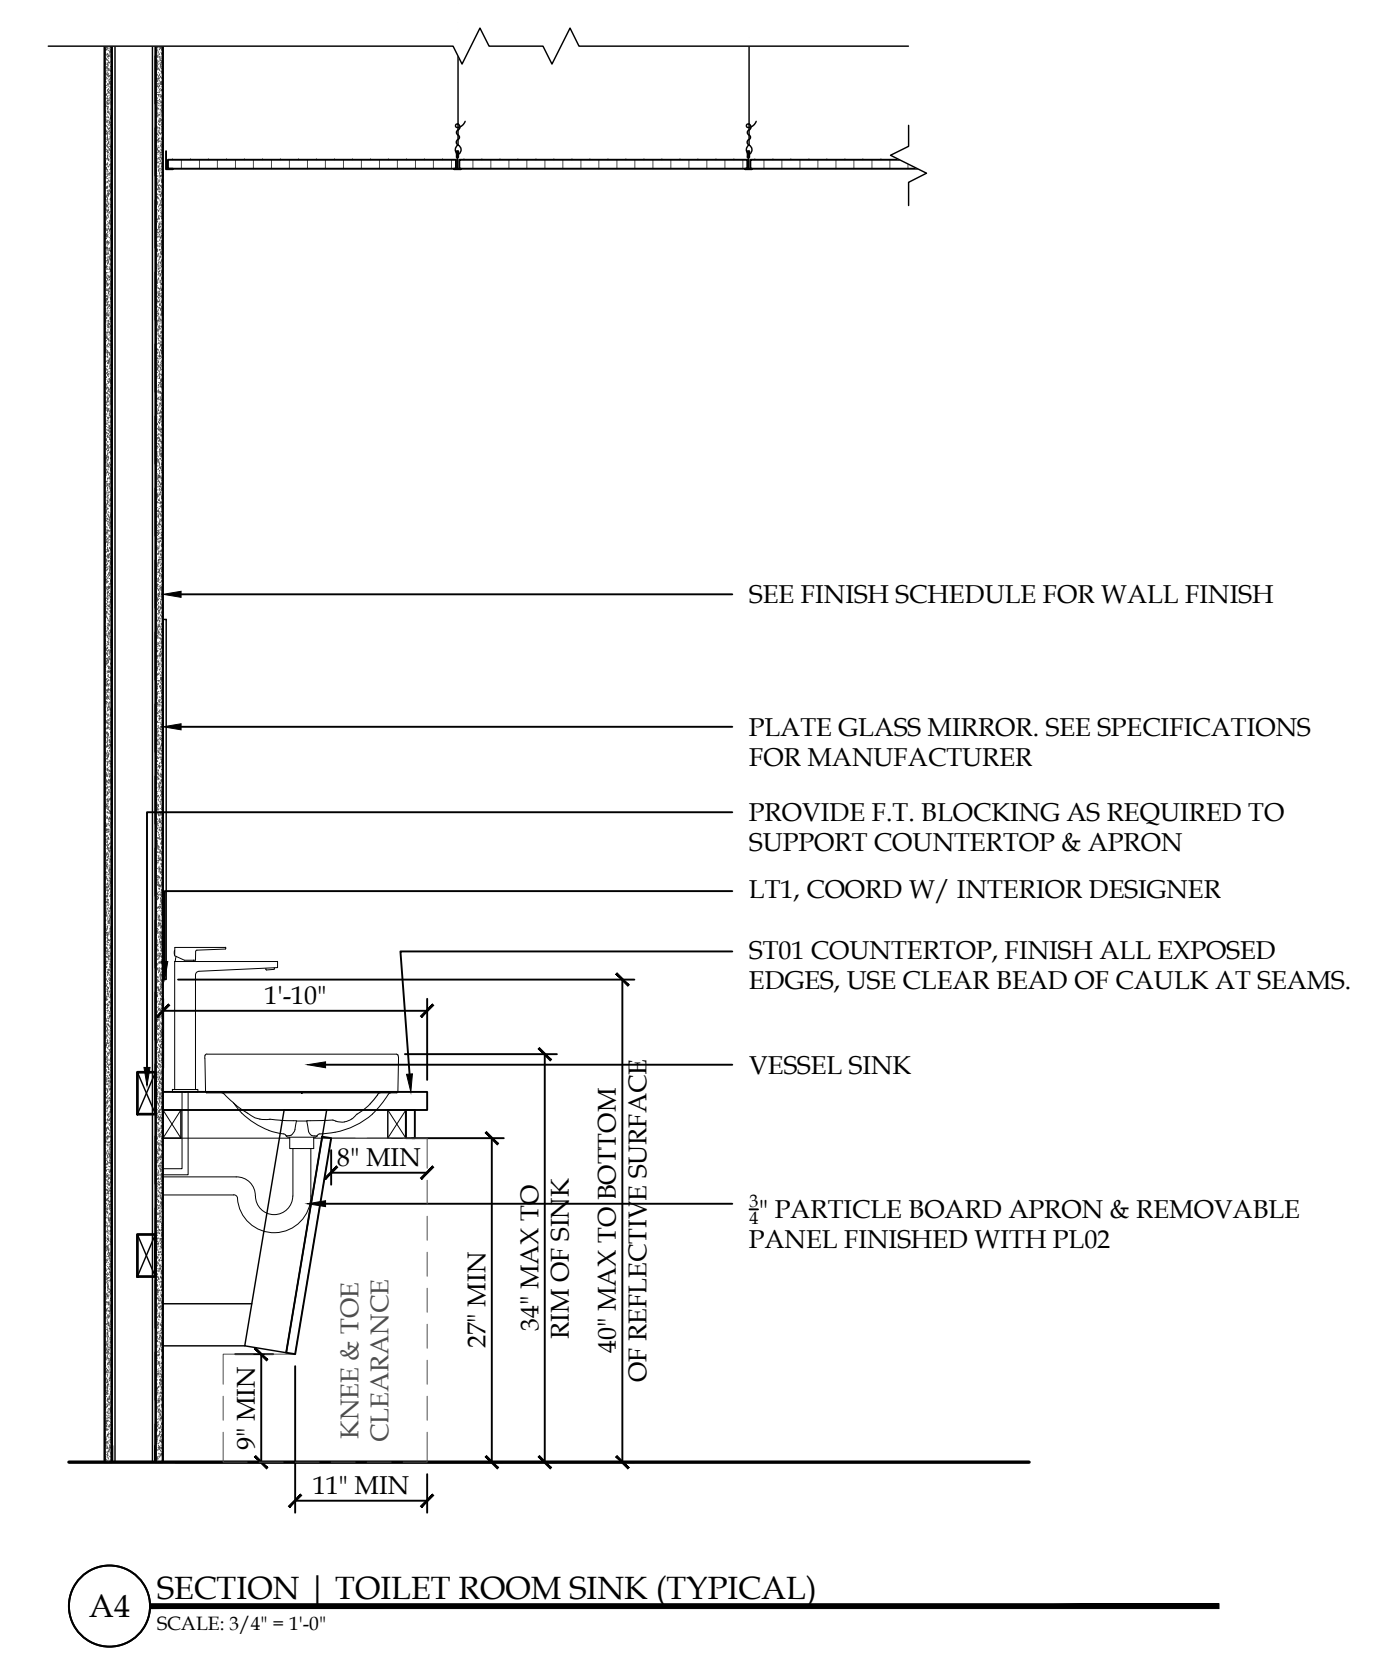 SEE FINISH SCHEDULE FOR WALL FINISH
PLATE GLASS MIRROR. SEE SPECIFICATIONS
FOR MANUFACTURER
PROVIDE F.T. BLOCKING AS REQUIRED TO
SUPPORT COUNTERTOP & APRON
LT1, COORD W/ INTERIOR DESIGNER
ST01 COUNTERTOP, FINISH ALL EXPOSED
EDGES, USE CLEAR BEAD OF CAULK AT SEAMS.
1'-10"
VESSEL SINK
8" MIN
3/4" PARTICLE BOARD APRON & REMOVABLE
PANEL FINISHED WITH PL02
KNEE & TOE
CLEARANCE
27" MIN
34" MAX TO
RIM OF SINK
40" MAX TO BOTTOM
OF REFLECTIVE SURFACE
9" MIN
11" MIN
A4
SECTION | TOILET ROOM SINK (TYPICAL)
SCALE: 3/4" = 1'-0"